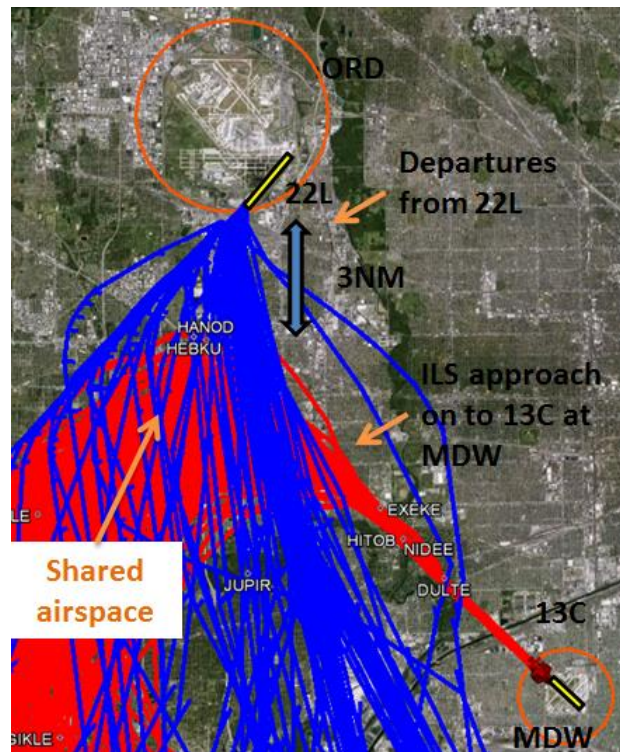 ORD
Departures
from 22L
22L
3NM
HANOD
HEBKU
ILS approach
on to 13C at
MDW
LE
EXEKE
HITOB
NIDEE
Shared
airspace
JUPIR
DULTE
13C
SIKLE
MDW